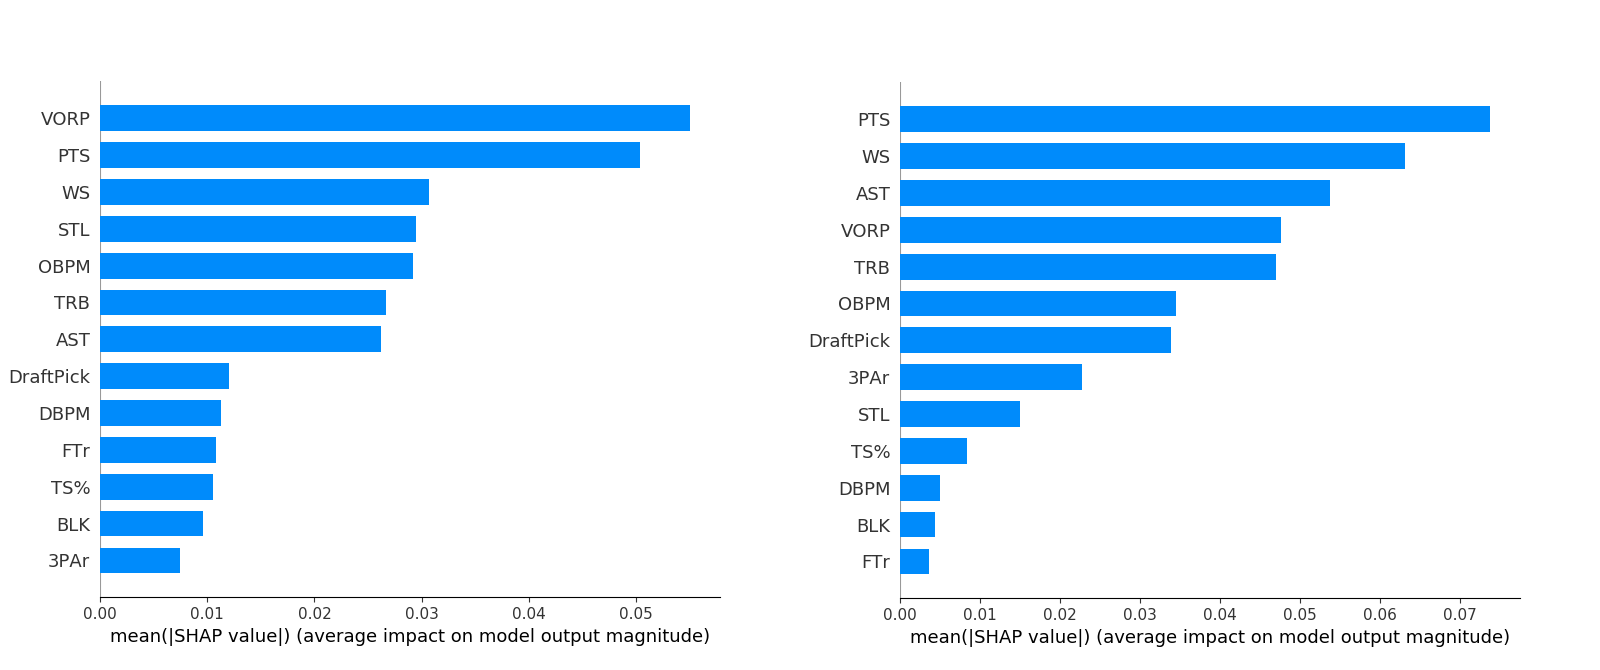 VORP
PTS
WS
STL
OBPM
TRB
AST
DraftPick
DBPM
FTr
TS%
BLK
3PAr
0.00 0.01 0.02 0.03 0.04 0.05
mean(|SHAP value|) (average impact on model output magnitude)
PTS
WS
AST
VORP
TRB
OBPM
DraftPick
3PAr
STL
TS%
DBPM
BLK
FTr
0.00 0.01 0.02 0.03 0.04 0.05 0.06 0.07
mean(|SHAP value|) (average impact on model output magnitude)